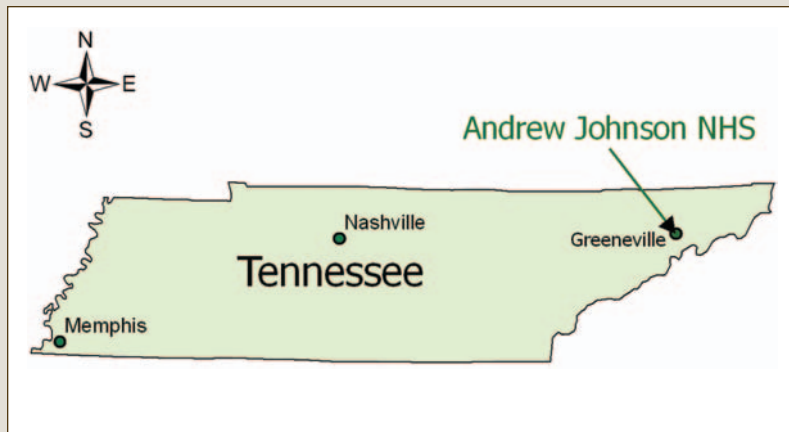 N
W E
S
Andrew Johnson NHS
Nashville
Greeneville
Tennessee
Memphis